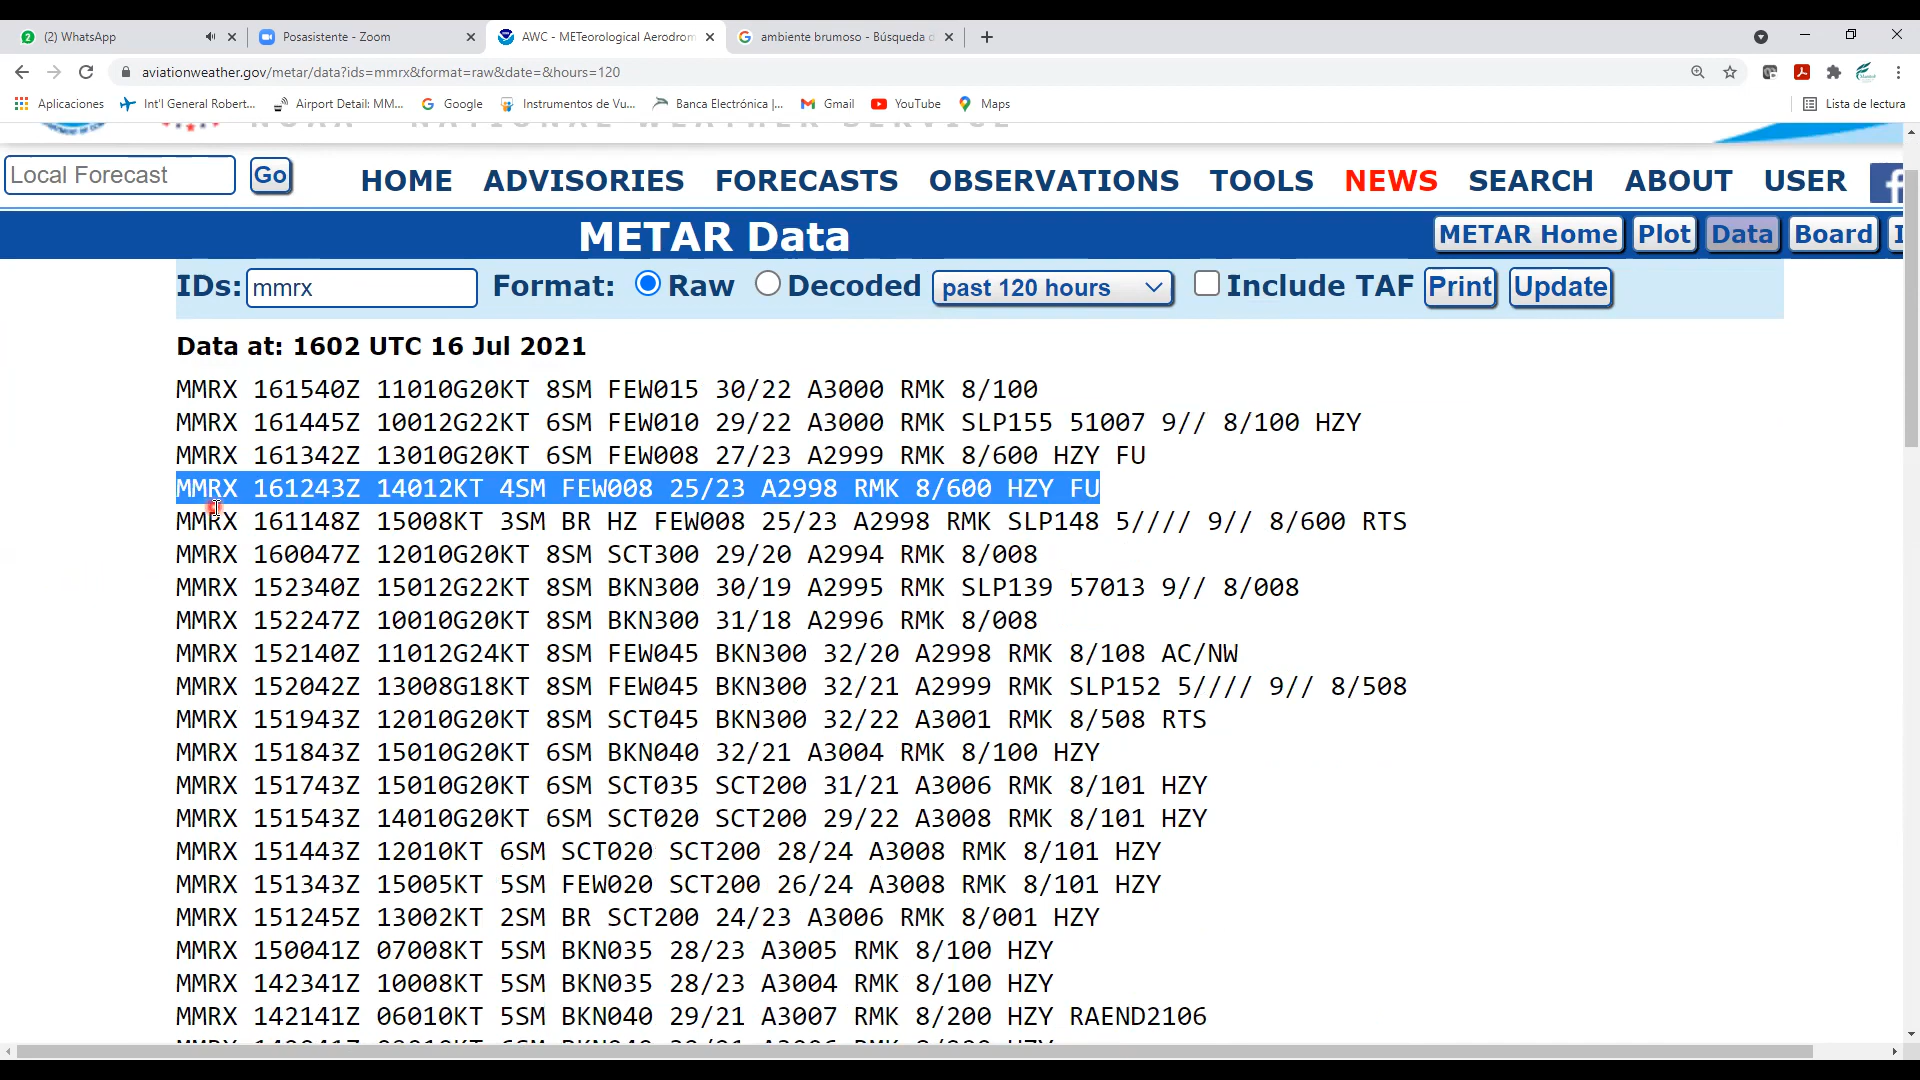 (2) WhatsApp
Posasistente - Zoom
AWC - METeorological Aerodrom
ambiente brumoso - Búsqueda d
aviationweather.gov/metar/data?ids=mmrx&format=raw&date=&hours=120
Aplicaciones Int'l General Robert... Airport Detail: MM... Google Instrumentos de Vu... Banca Electrónica |... Gmail YouTube Maps Lista de lectura
NATIONAL WEATHER SERVICE
Local Forecast Go HOME ADVISORIES FORECASTS OBSERVATIONS TOOLS NEWS SEARCH ABOUT USER
METAR Data METAR Home Plot Data Board
IDs: mmrx Format: Raw Decoded past 120 hours Include TAF Print Update
Data at: 1602 UTC 16 Jul 2021
MMRX 161540Z 11010G20KT 8SM FEW015 30/22 A3000 RMK 8/100
MMRX 161445Z 10012G22KT 6SM FEW010 29/22 A3000 RMK SLP155 51007 9// 8/100 HZY
MMRX 161342Z 13010G20KT 6SM FEW008 27/23 A2999 RMK 8/600 HZY FU
MMRX 161243Z 14012KT 4SM FEW008 25/23 A2998 RMK 8/600 HZY FU
MMRX 161148Z 15008KT 3SM BR HZ FEW008 25/23 A2998 RMK SLP148 5//// 9// 8/600 RTS
MMRX 160047Z 12010G20KT 8SM SCT300 29/20 A2994 RMK 8/008
MMRX 152340Z 15012G22KT 8SM BKN300 30/19 A2995 RMK SLP139 57013 9// 8/008
MMRX 152247Z 10010G20KT 8SM BKN300 31/18 A2996 RMK 8/008
MMRX 152140Z 11012G24KT 8SM FEW045 BKN300 32/20 A2998 RMK 8/108 AC/NW
MMRX 152042Z 13008G18KT 8SM FEW045 BKN300 32/21 A2999 RMK SLP152 5//// 9// 8/508
MMRX 151943Z 12010G20KT 8SM SCT045 BKN300 32/22 A3001 RMK 8/508 RTS
MMRX 151843Z 15010G20KT 6SM BKN040 32/21 A3004 RMK 8/100 HZY
MMRX 151743Z 15010G20KT 6SM SCT035 SCT200 31/21 A3006 RMK 8/101 HZY
MMRX 151543Z 14010G20KT 6SM SCT020 SCT200 29/22 A3008 RMK 8/101 HZY
MMRX 151443Z 12010KT 6SM SCT020 SCT200 28/24 A3008 RMK 8/101 HZY
MMRX 151343Z 15005KT 5SM FEW020 SCT200 26/24 A3008 RMK 8/101 HZY
MMRX 151245Z 13002KT 2SM BR SCT200 24/23 A3006 RMK 8/001 HZY
MMRX 150041Z 07008KT 5SM BKN035 28/23 A3005 RMK 8/100 HZY
MMRX 142341Z 10008KT 5SM BKN035 28/23 A3004 RMK 8/100 HZY
MMRX 142141Z 06010KT 5SM BKN040 29/21 A3007 RMK 8/200 HZY RAEND2106